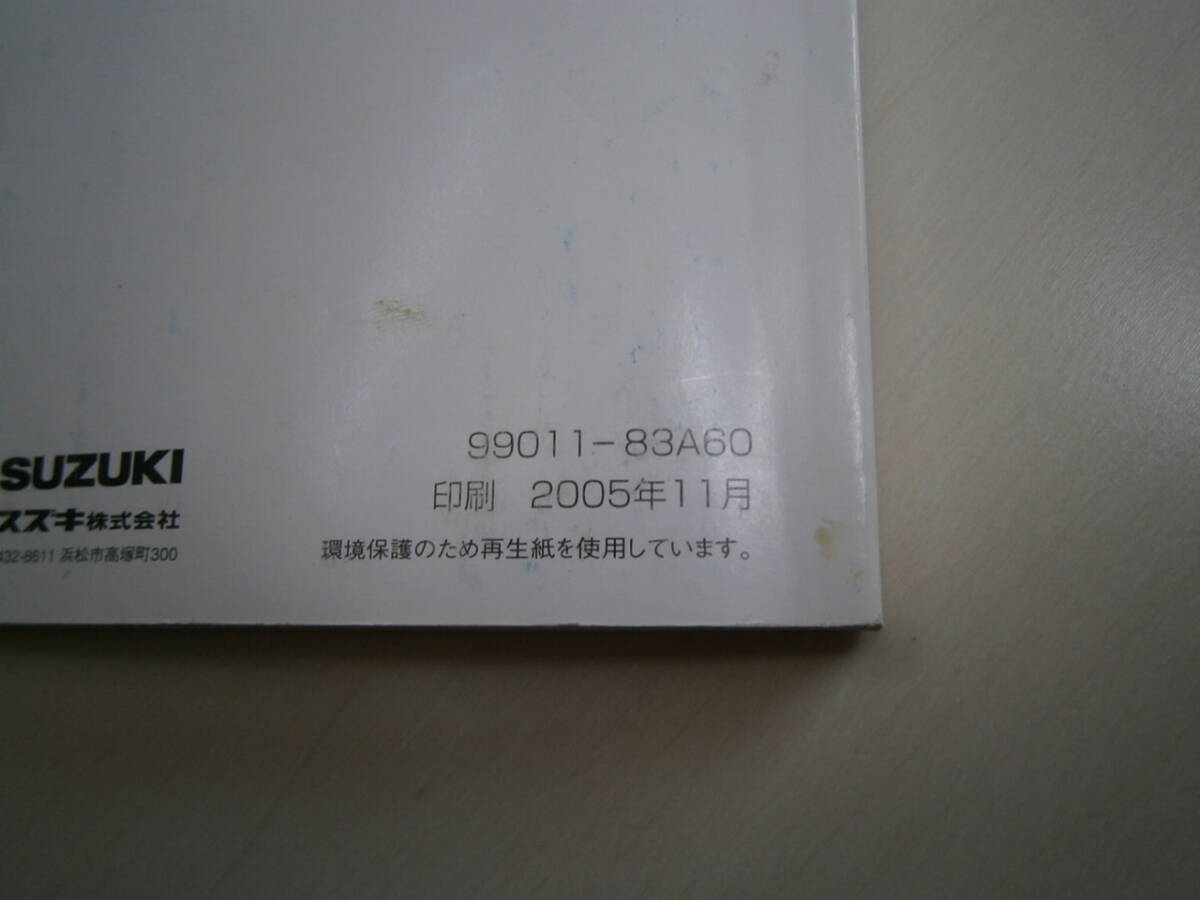 99011-83A60
印刷 2005年11月
環境保護のため再生紙を使用しています。
SUZUKI
スズキ株式会社
432-8611 浜松市高塚町300